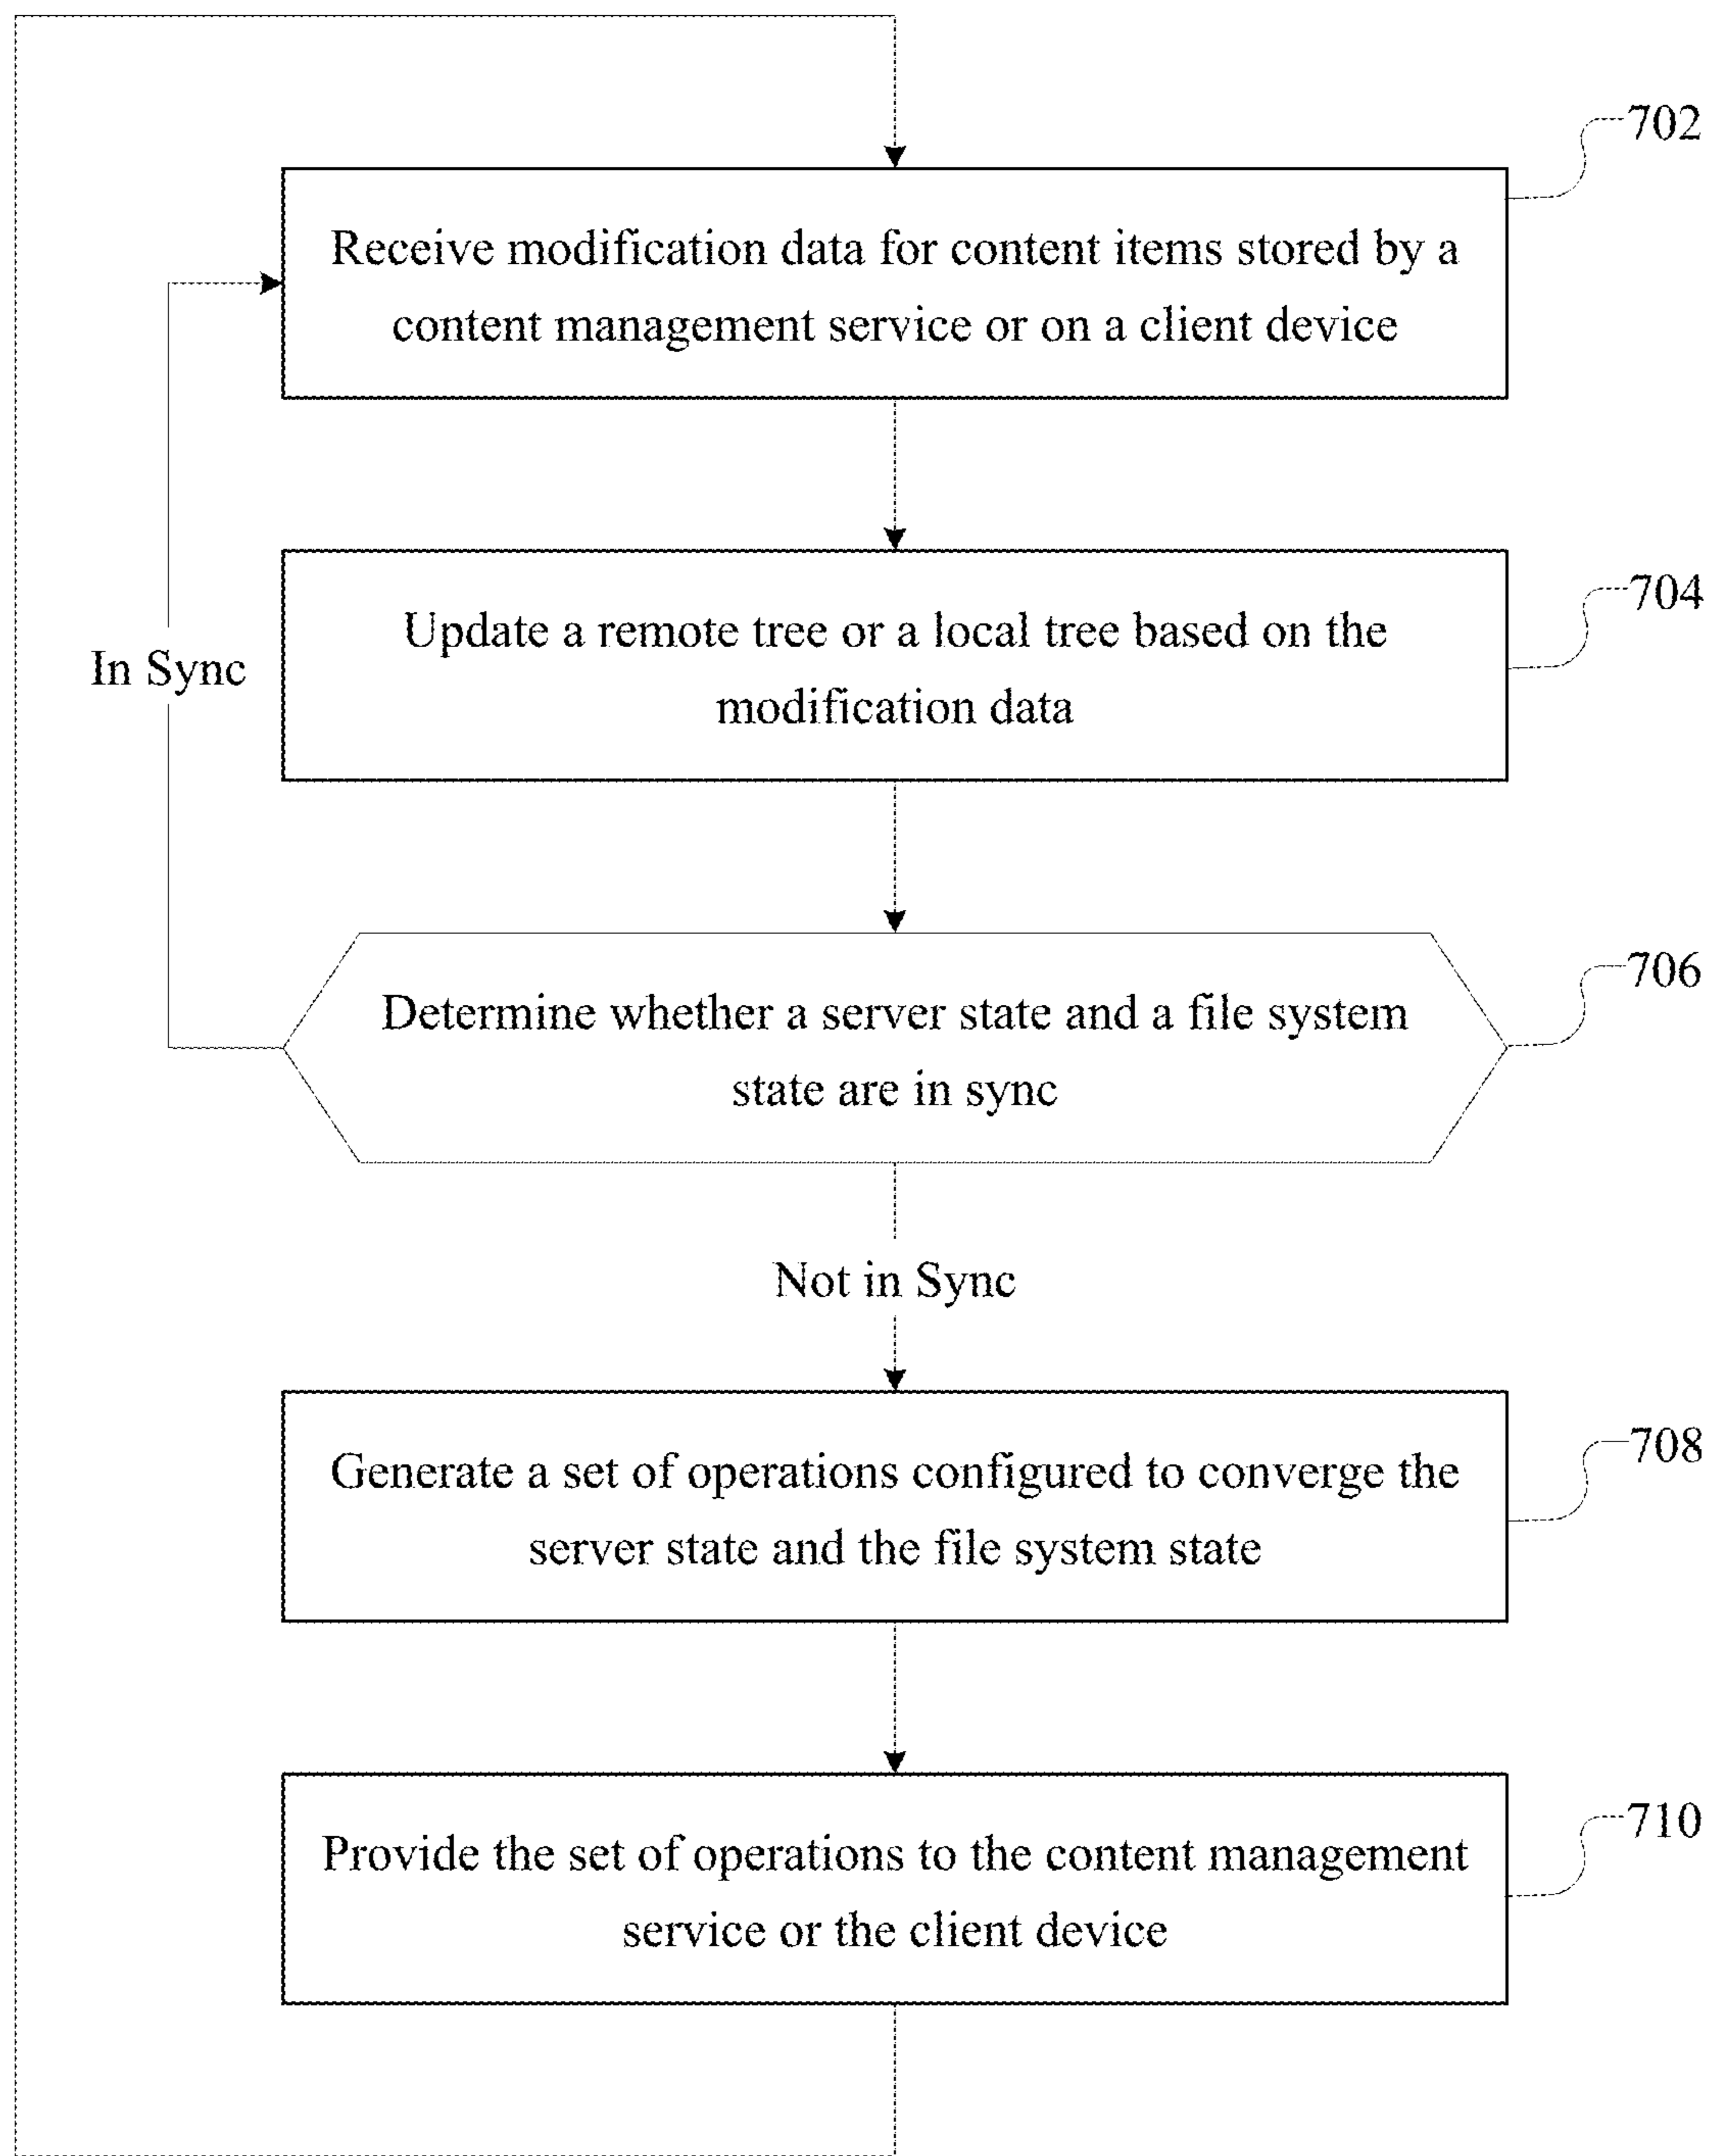 702
Receive modification data for content items stored by a
content management service or on a client device
704
Update a remote tree or a local tree based on the
modification data
In Sync
706
Determine whether a server state and a file system
state are in sync
Not in Sync
708
Generate a set of operations configured to converge the
server state and the file system state
710
Provide the set of operations to the content management
service or the client device